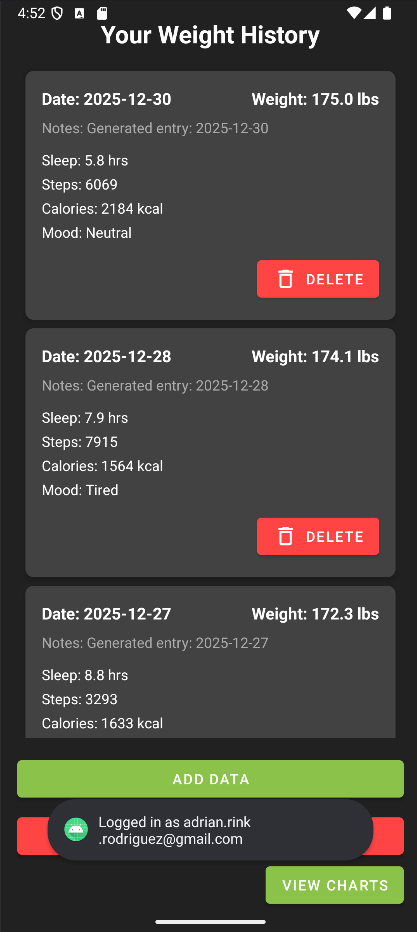 4:52
Your Weight History
Date: 2025-12-30 Weight: 175.0 lbs
Notes: Generated entry: 2025-12-30
Sleep: 5.8 hrs
Steps: 6069
Calories: 2184 kcal
Mood: Neutral
DELETE
Date: 2025-12-28 Weight: 174.1 lbs
Notes: Generated entry: 2025-12-28
Sleep: 7.9 hrs
Steps: 7915
Calories: 1564 kcal
Mood: Tired
DELETE
Date: 2025-12-27 Weight: 172.3 lbs
Notes: Generated entry: 2025-12-27
Sleep: 8.8 hrs
Steps: 3293
Calories: 1633 kcal
ADD DATA
Logged in as adrian.rink
.rodriguez@gmail.com
VIEW CHARTS